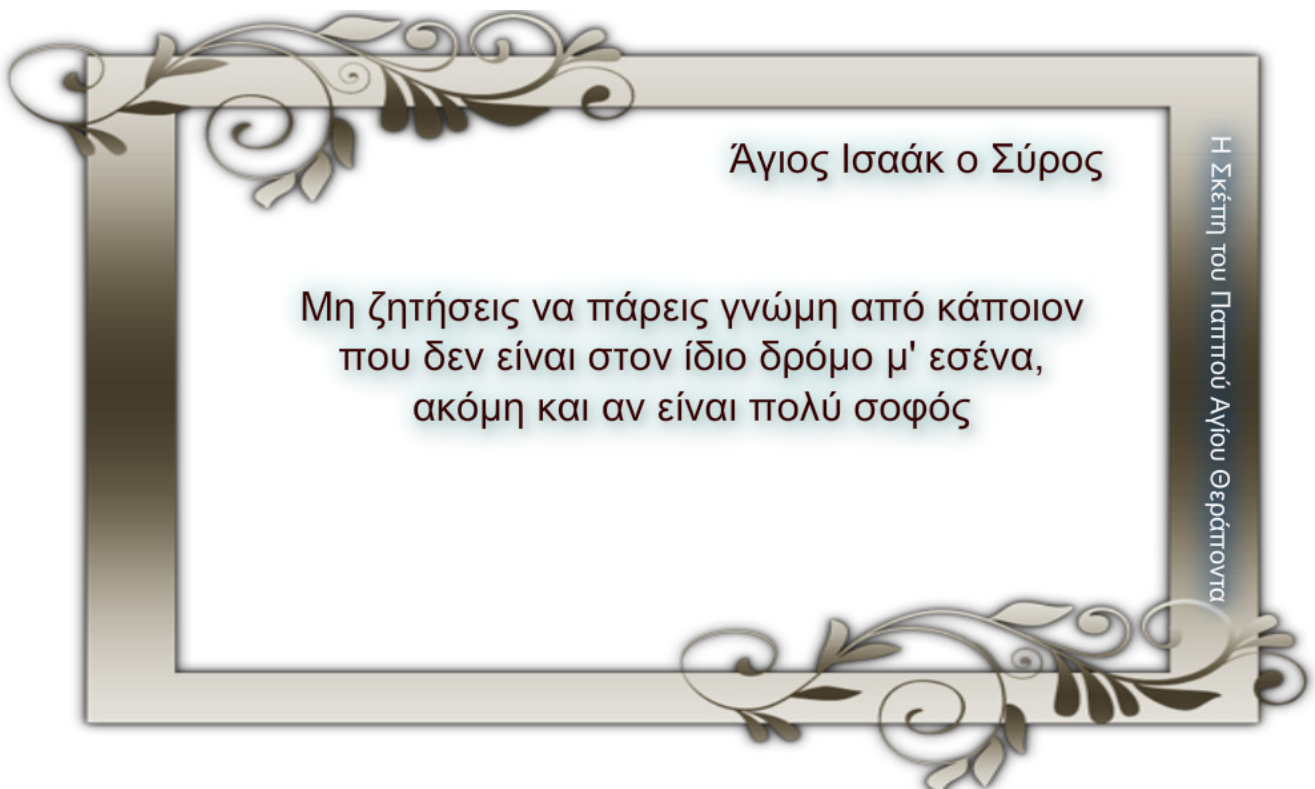 Άγιος Ισαάκ ο Σύρος
Μη ζητήσεις να πάρεις γνώμη από κάποιον
που δεν είναι στον ίδιο δρόμο μ' εσένα,
ακόμη και αν είναι πολύ σοφός
Η Σκέπη του Παππού Αγίου Θεράποντα